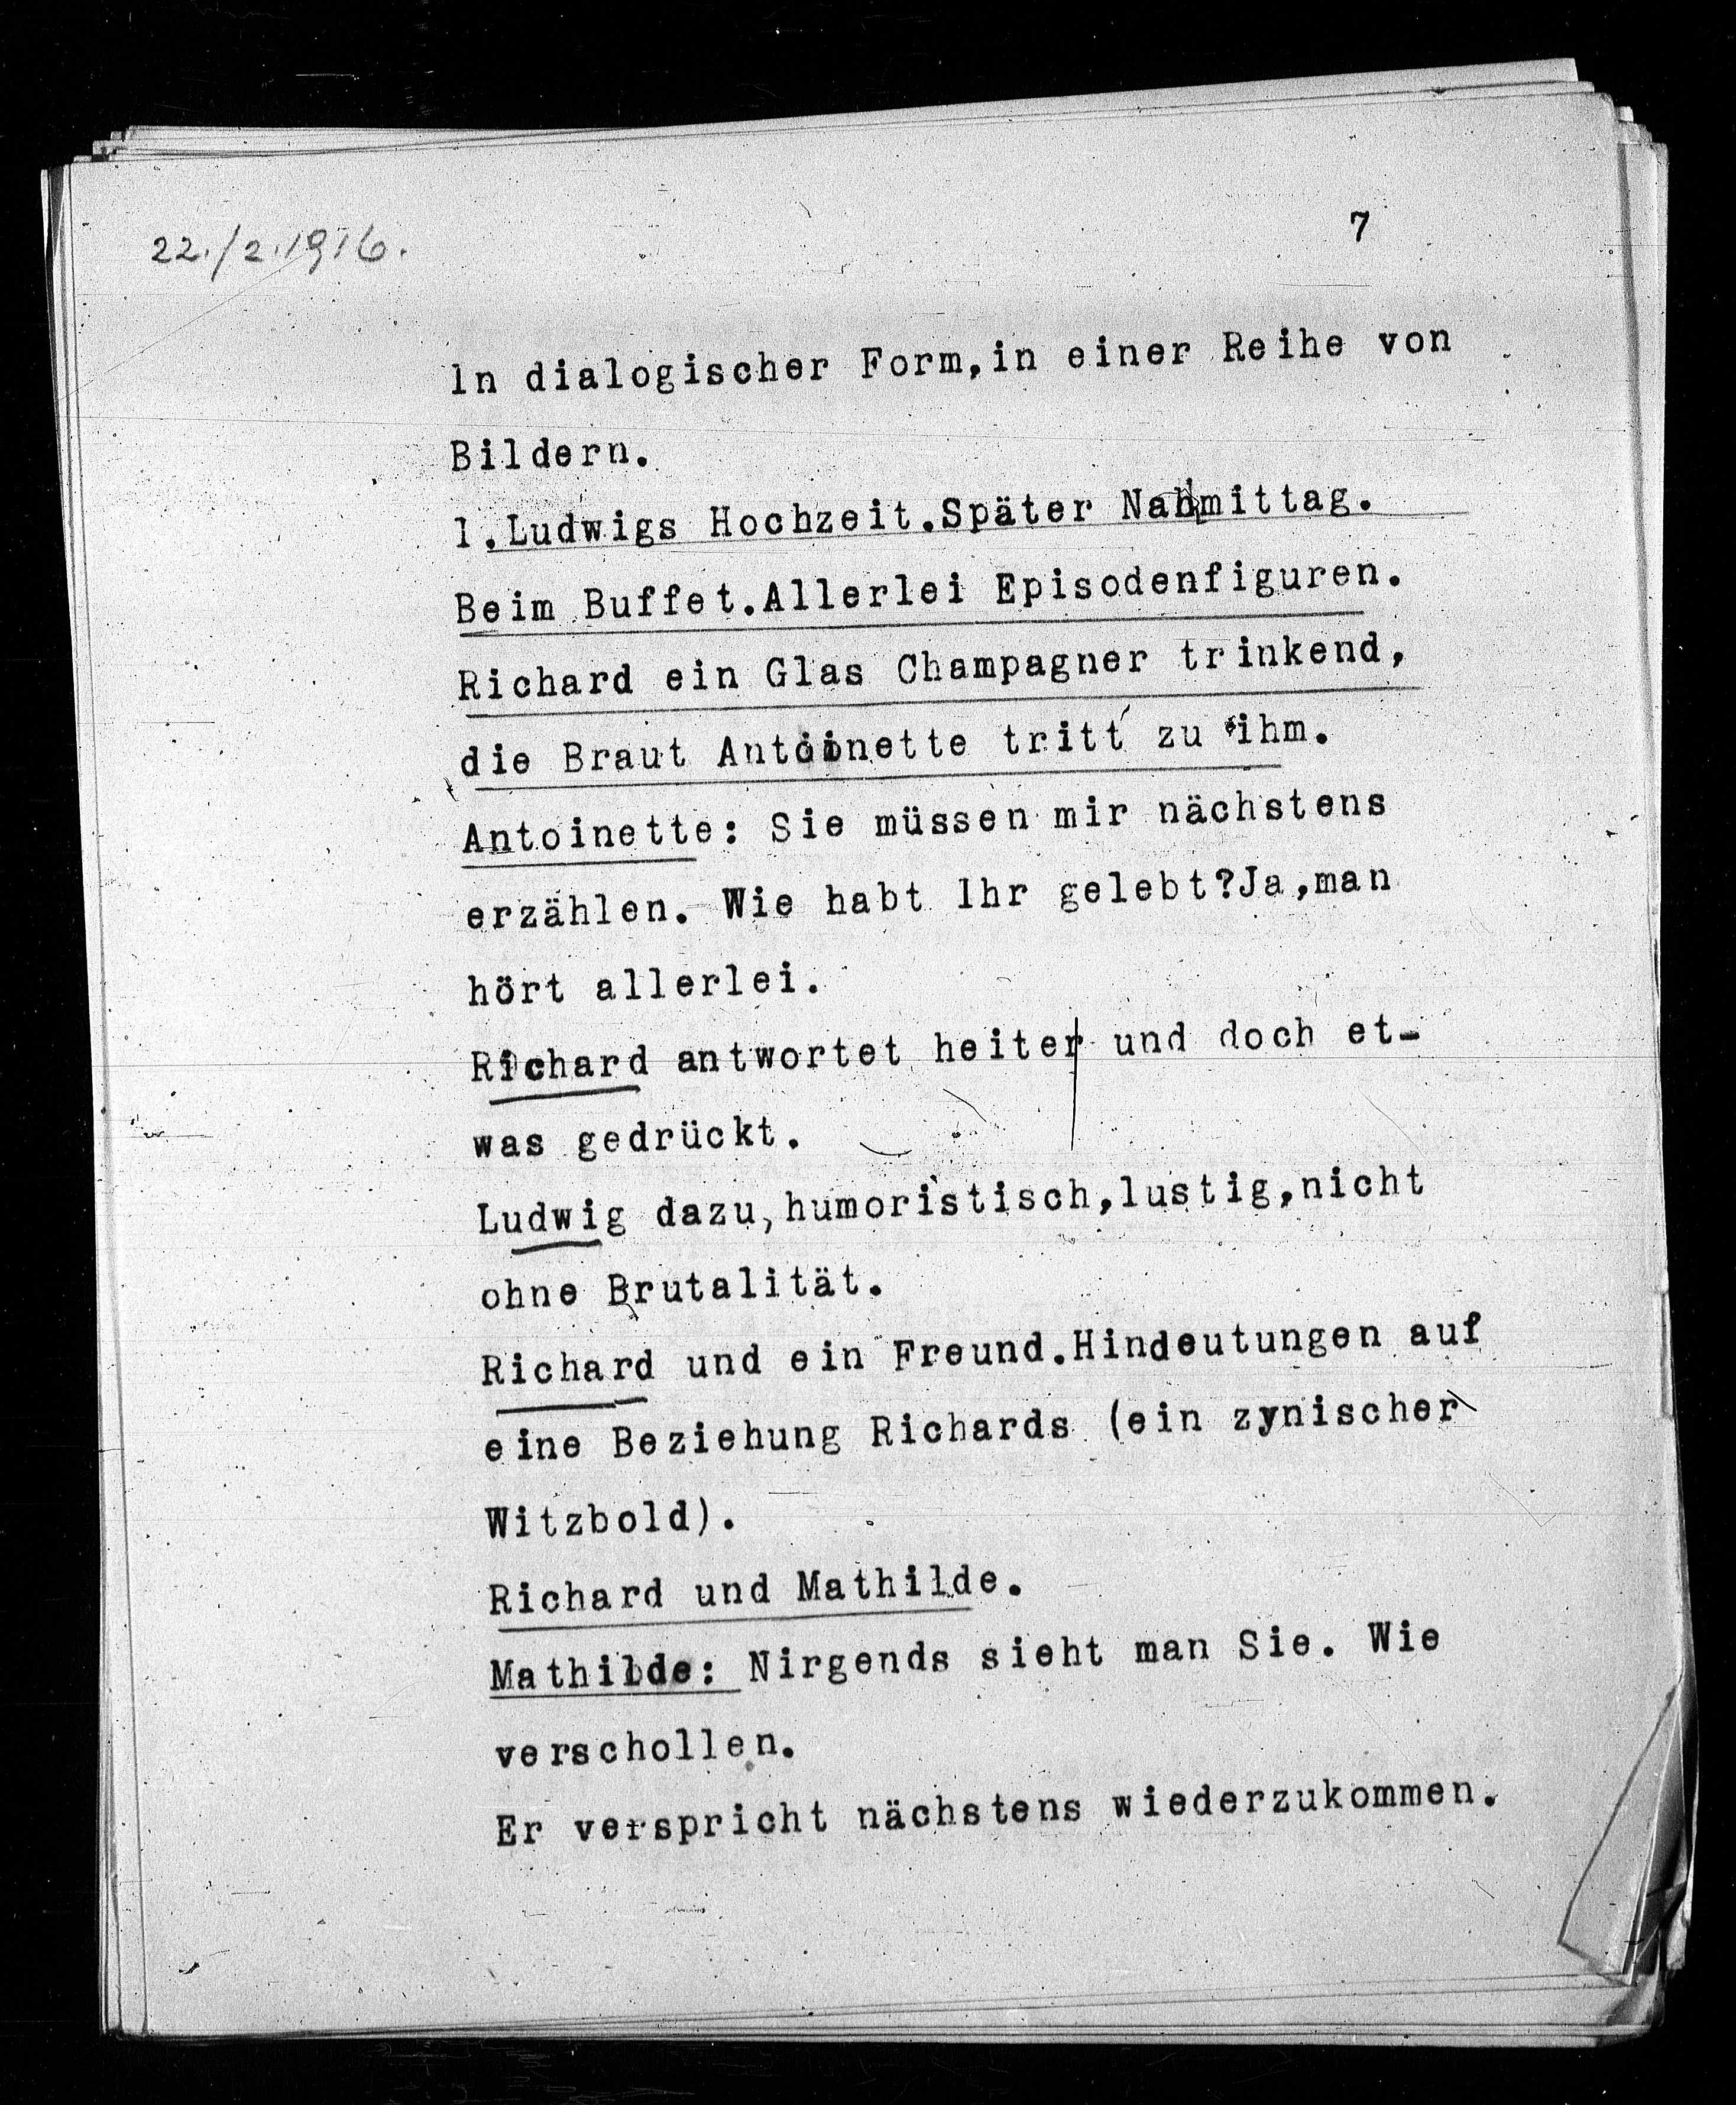 22./2.1916.
7
In dialogischer Form,in einer Reihe von
Bildern.
1.Ludwigs Hochzeit.Später Nahmittag.
Beim Buffet.Allerlei Episodenfiguren.
Richard ein Glas Champagner trinkend,
die Braut Antoinette tritt zu ihm.
Antoinette: Sie müssen mir nächstens
erzählen. Wie habt Ihr gelebt?Ja,man
hört allerlei.
Richard antwortet heiter und doch et-
was gedrückt.
Ludwig dazu,humoristisch,lustig,nicht
ohne Brutalität.
Richard und ein Freund.Hindeutungen auf
eine Beziehung Richards (ein zynischer
Witzbold).
Richard und Mathilde.
Mathilde: Nirgends sieht man Sie. Wie
verschollen.
Er verspricht nächstens wiederzukommen.